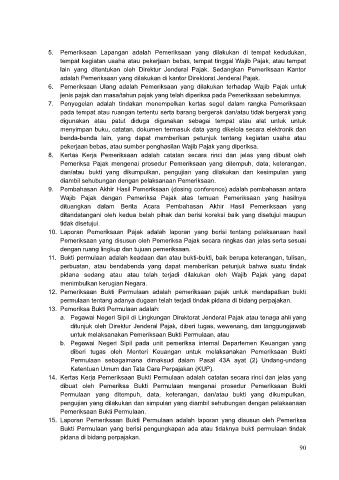 5. Pemeriksaan Lapangan adalah Pemeriksaan yang dilakukan di tempat kedudukan,
tempat kegiatan usaha atau pekerjaan bebas, tempat tinggal Wajib Pajak, atau tempat
lain yang ditentukan oleh Direktur Jenderal Pajak. Sedangkan Pemeriksaan Kantor
adalah Pemeriksaan yang dilakukan di kantor Direktorat Jenderal Pajak.
6. Pemeriksaan Ulang adalah Pemeriksaan yang dilakukan terhadap Wajib Pajak untuk
jenis pajak dan masa/tahun pajak yang telah diperiksa pada Pemeriksaan sebelumnya.
7. Penyegelan adalah tindakan menempelkan kertas segel dalam rangka Pemeriksaan
pada tempat atau ruangan tertentu serta barang bergerak dan/atau tidak bergerak yang
digunakan atau patut diduga digunakan sebagai tempat atau alat untuk untuk
menyimpan buku, catatan, dokumen termasuk data yang dikelola secara elektronik dan
benda-benda lain, yang dapat memberikan petunjuk tentang kegiatan usaha atau
pekerjaan bebas, atau sumber penghasilan Wajib Pajak yang diperiksa.
8. Kertas Kerja Pemeriksaan adalah catatan secara rinci dan jelas yang dibuat oleh
Pemeriksa Pajak mengenai prosedur Pemeriksaan yang ditempuh, data, keterangan,
dan/atau bukti yang dikumpulkan, pengujian yang dilakukan dan kesimpulan yang
diambil sehubungan dengan pelaksanaan Pemeriksaan.
9. Pembahasan Akhir Hasil Pemeriksaan (closing conference) adalah pembahasan antara
Wajib Pajak dengan Pemeriksa Pajak atas temuan Pemeriksaan yang hasilnya
dituangkan dalam Berita Acara Pembahasan Akhir Hasil Pemeriksaan yang
ditandatangani oleh kedua belah pihak dan berisi koreksi baik yang disetujui maupun
tidak disetujui.
10. Laporan Pemeriksaan Pajak adalah laporan yang berisi tentang pelaksanaan hasil
Pemeriksaan yang disusun oleh Pemeriksa Pajak secara ringkas dan jelas serta sesuai
dengan ruang lingkup dan tujuan pemeriksaan.
11. Bukti permulaan adalah keadaan dan atau bukti-bukti, baik berupa keterangan, tulisan,
perbuatan, atau bendabenda yang dapat memberikan petunjuk bahwa suatu tindak
pidana sedang atau atau telah terjadi dilakukan oleh Wajib Pajak yang dapat
menimbulkan kerugian Negara.
12. Pemeriksaan Bukti Permulaan adalah pemeriksaan pajak untuk mendapatkan bukti
permulaan tentang adanya dugaan telah terjadi tindak pidana di bidang perpajakan.
13. Pemeriksa Bukti Permulaan adalah:
a. Pegawai Negeri Sipil di Lingkungan Direktorat Jenderal Pajak atau tenaga ahli yang
ditunjuk oleh Direktur Jenderal Pajak, diberi tugas, wewenang, dan tanggungjawab
untuk melaksanakan Pemeriksaan Bukti Permulaan, atau
b. Pegawai Negeri Sipil pada unit pemeriksa internal Departemen Keuangan yang
diberi tugas oleh Menteri Keuangan untuk melaksanakan Pemeriksaan Bukti
Permulaan sebagaimana dimaksud dalam Pasal 43A ayat (2) Undang-undang
Ketentuan Umum dan Tata Cara Perpajakan (KUP).
14. Kertas Kerja Pemeriksaan Bukti Permulaan adalah catatan secara rinci dan jelas yang
dibuat oleh Pemeriksa Bukti Permulaan mengenai prosedur Pemeriksaan Bukti
Permulaan yang ditempuh, data, keterangan, dan/atau bukti yang dikumpulkan,
pengujian yang dilakukan dan simpulan yang diambil sehubungan dengan pelaksanaan
Pemeriksaan Bukti Permulaan.
15. Laporan Pemeriksaan Bukti Permulaan adalah laporan yang disusun oleh Pemeriksa
Bukti Permulaan yang berisi pengungkapan ada atau tidaknya bukti permulaan tindak
pidana di bidang perpajakan.
90